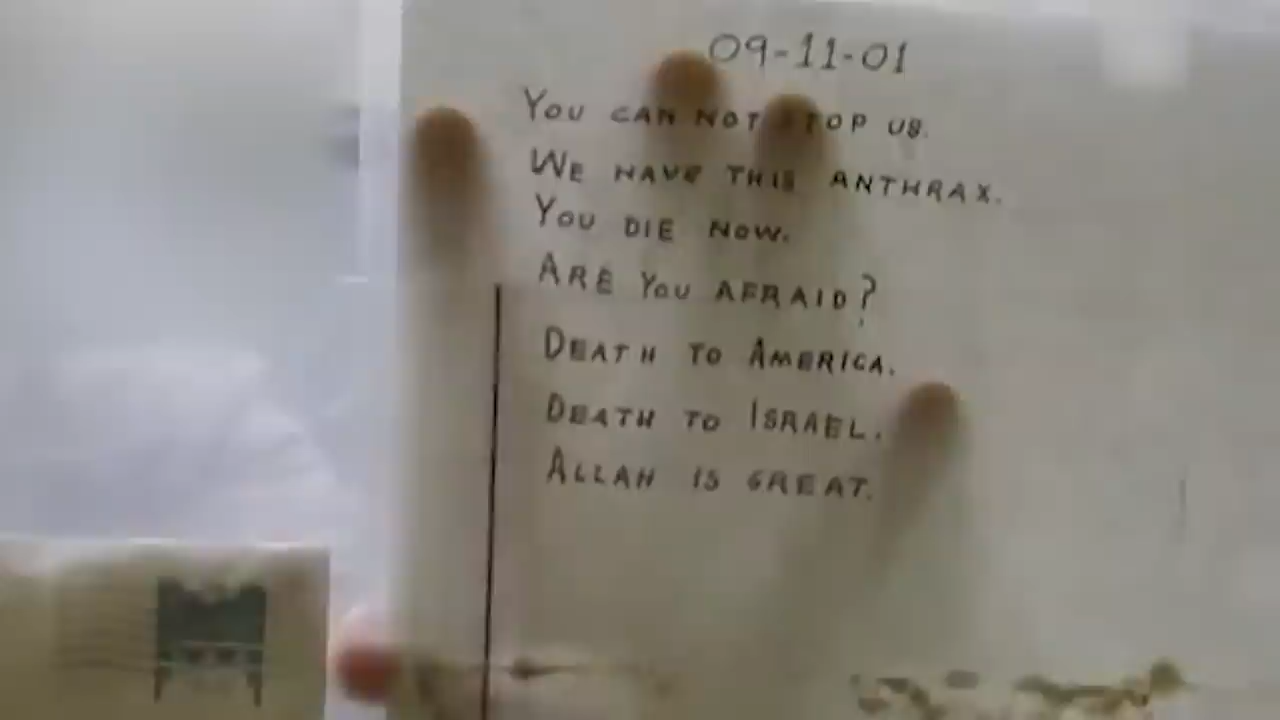 09-11-01
YOU CAN NOT STOP US.
WE HAVE THIS ANTHRAX.
YOU DIE NOW.
ARE YOU AFRAID?
DEATH TO AMERICA.
DEATH TO ISRAEL.
ALLAH IS GREAT.